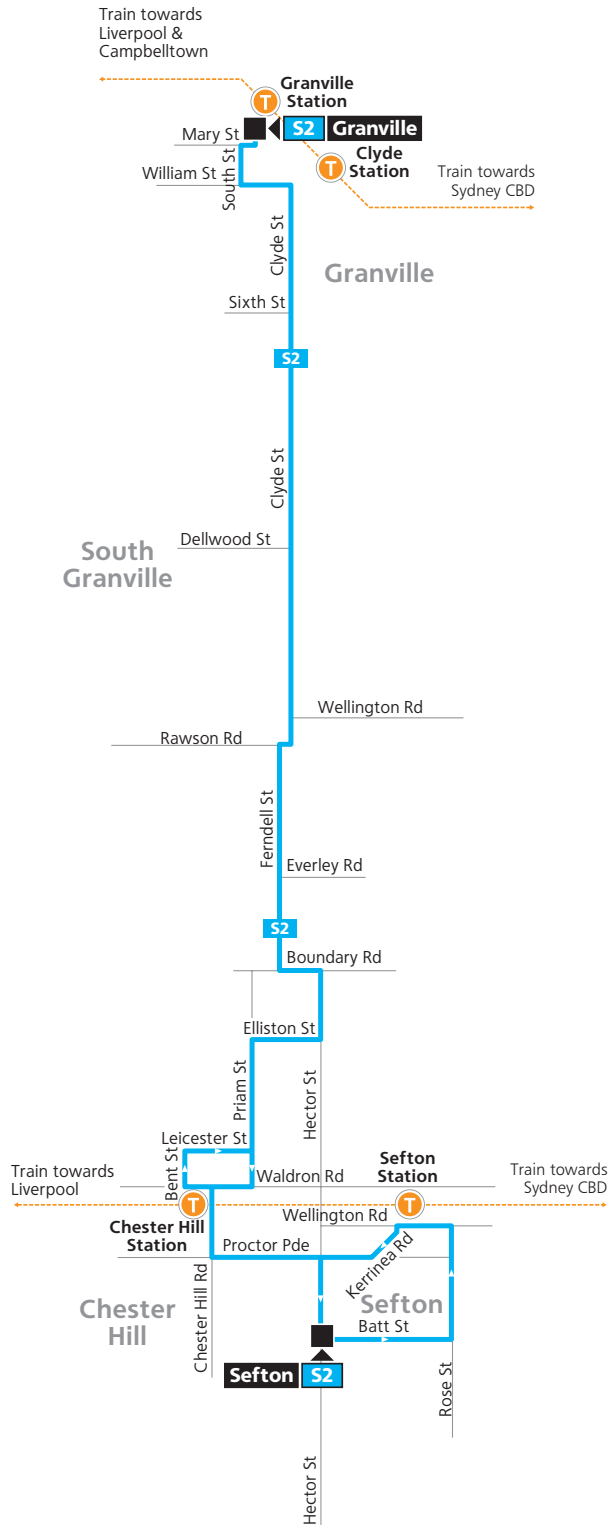 Train towards
Liverpool &
Campbelltown
Granville
Station
T
Mary St
S2 Granville
Clyde
Station
T
South St
William St
Train towards
Sydney CBD
Clyde St
Granville
Sixth St
S2
Clyde St
Dellwood St
South
Granville
Wellington Rd
Rawson Rd
Ferndell St
Everley Rd
S2
Boundary Rd
Elliston St
Priam St
Hector St
Leicester St
Bent St
Waldron Rd
Train towards
Liverpool
T
Chester Hill
Station
Sefton
Station
T
Train towards
Sydney CBD
Wellington Rd
Proctor Pde
Kerrinea Rd
Chester
Hill
Chester Hill Rd
Sefton
Batt St
Sefton S2
Rose St
Hector St